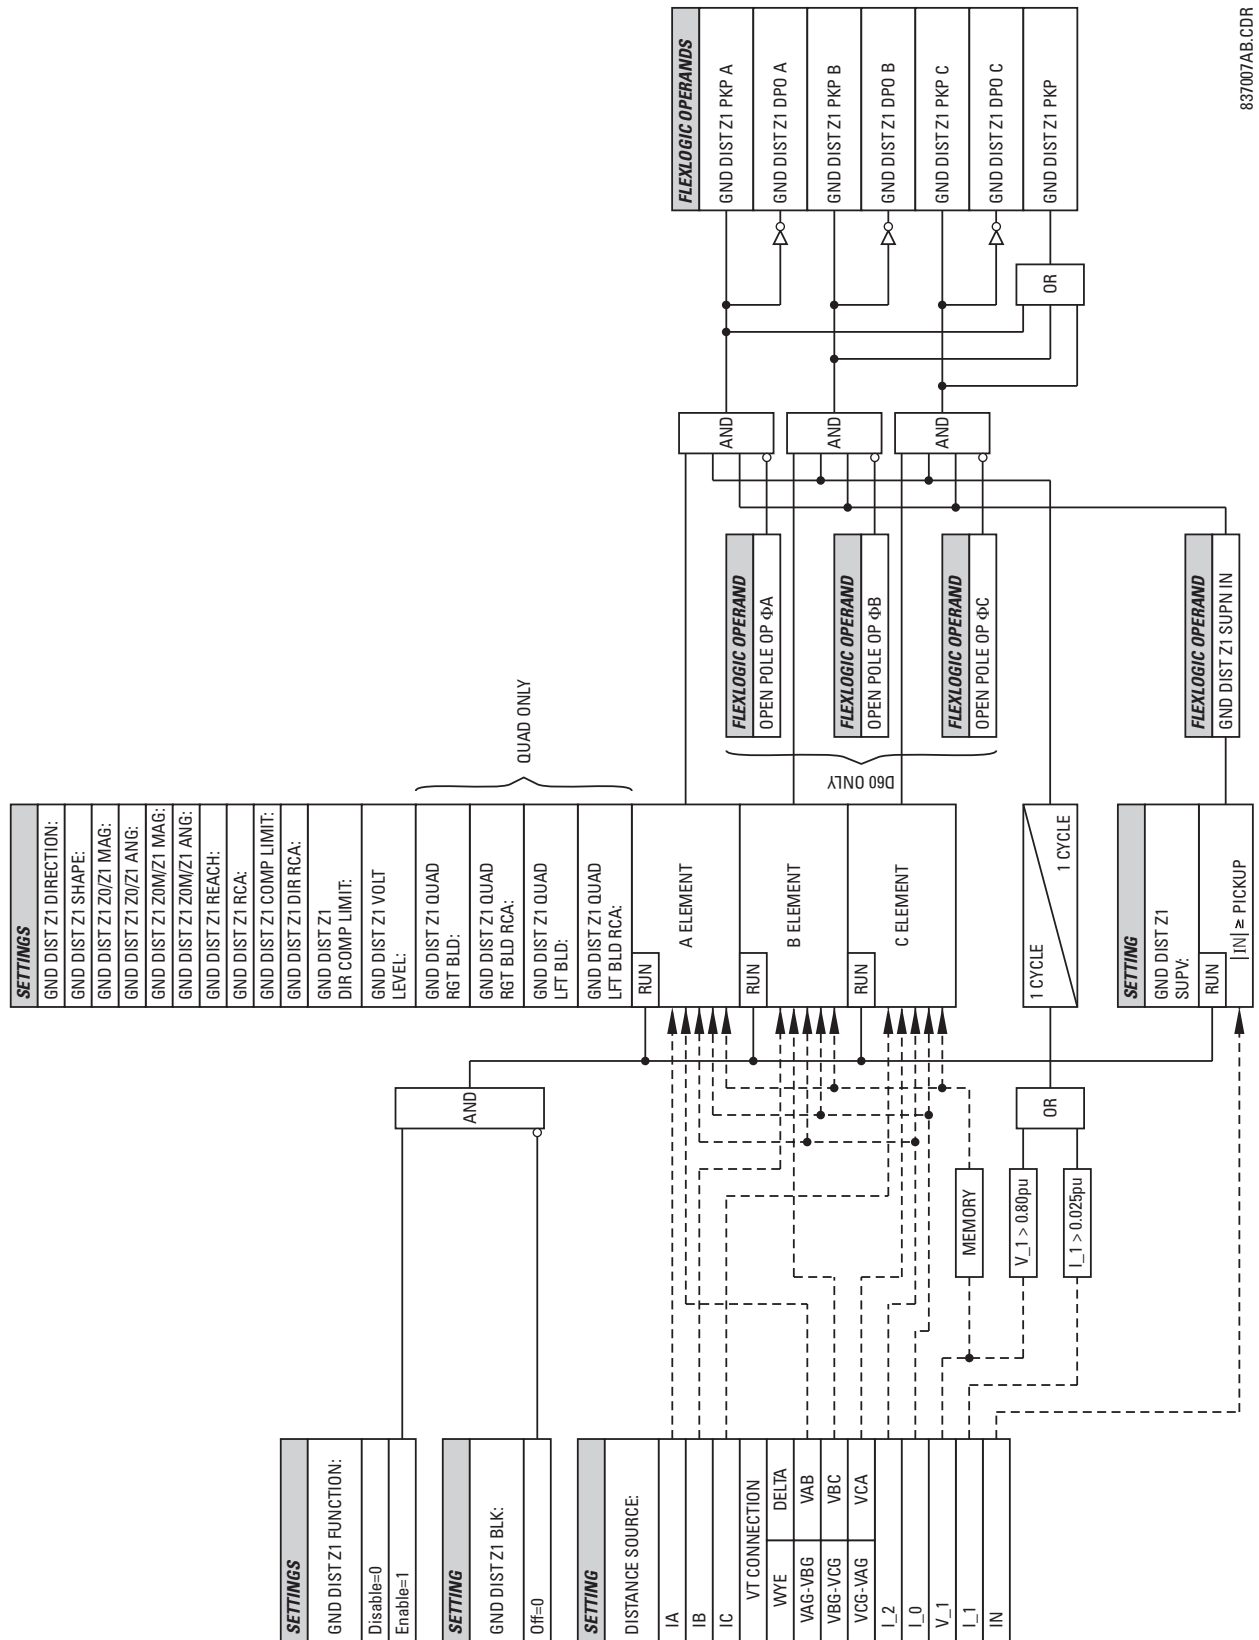 SETTINGS
GND DIST Z1 FUNCTION:
Disable=0
Enable=1
SETTING
GND DIST Z1 BLK:
Off=0
SETTING
DISTANCE SOURCE:
IA
IB
IC
VT CONNECTION
WYE DELTA
VAG-VBG VAB
VBG-VCG VBC
VCG-VAG VCA
I_2
I_0
V_1
I_1
IN
AND
MEMORY
V_1 > 0.80pu
I_1 > 0.025pu
OR
SETTINGS
GND DIST Z1 DIRECTION:
GND DIST Z1 SHAPE:
GND DIST Z1 Z0/Z1 MAG:
GND DIST Z1 Z0/Z1 ANG:
GND DIST Z1 Z0M/Z1 MAG:
GND DIST Z1 Z0M/Z1 ANG:
GND DIST Z1 REACH:
GND DIST Z1 RCA:
GND DIST Z1 COMP LIMIT:
GND DIST Z1 DIR RCA:
GND DIST Z1
DIR COMP LIMIT:
GND DIST Z1 VOLT
LEVEL:
GND DIST Z1 QUAD
RGT BLD:
GND DIST Z1 QUAD
RGT BLD RCA:
GND DIST Z1 QUAD
LFT BLD:
GND DIST Z1 QUAD
LFT BLD RCA:
QUAD ONLY
RUN
A ELEMENT
RUN
B ELEMENT
RUN
C ELEMENT
1 CYCLE
1 CYCLE
SETTING
GND DIST Z1
SUPV:
RUN
|IN| ≥ PICKUP
D60 ONLY
FLEXLOGIC OPERAND
OPEN POLE OP ΦA
FLEXLOGIC OPERAND
OPEN POLE OP ΦB
FLEXLOGIC OPERAND
OPEN POLE OP ΦC
FLEXLOGIC OPERAND
GND DIST Z1 SUPN IN
AND
AND
AND
OR
FLEXLOGIC OPERANDS
GND DIST Z1 PKP A
GND DIST Z1 DPO A
GND DIST Z1 PKP B
GND DIST Z1 DPO B
GND DIST Z1 PKP C
GND DIST Z1 DPO C
GND DIST Z1 PKP
837007AB.CDR